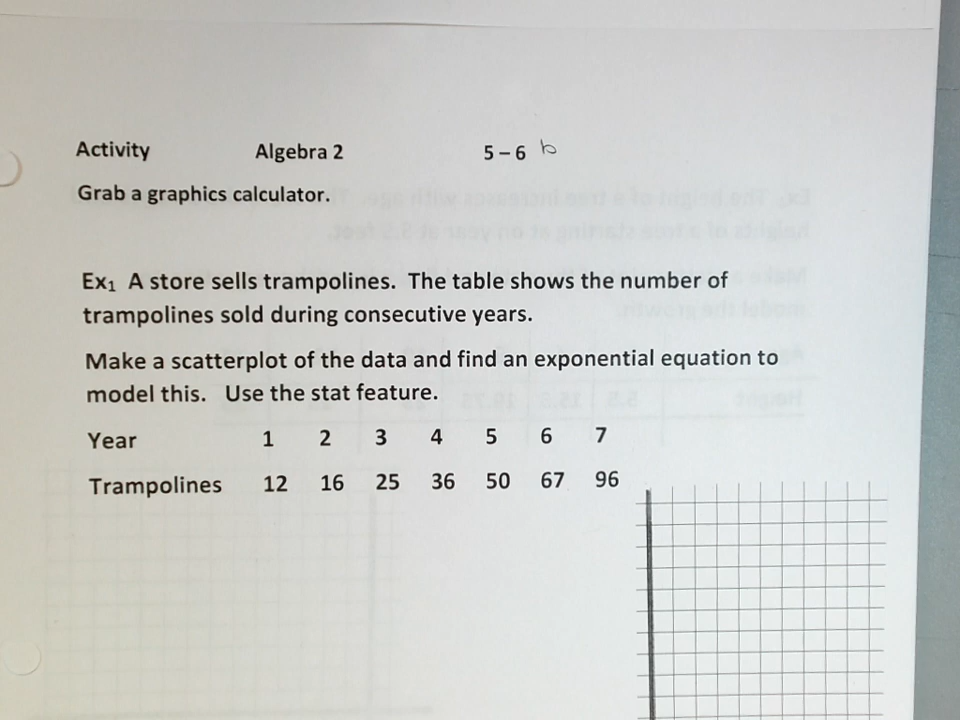 Activity Algebra 2 5 – 6 b
Grab a graphics calculator.
Ex1 A store sells trampolines. The table shows the number of
trampolines sold during consecutive years.
Make a scatterplot of the data and find an exponential equation to
model this. Use the stat feature.
Year 1 2 3 4 5 6 7
Trampolines 12 16 25 36 50 67 96